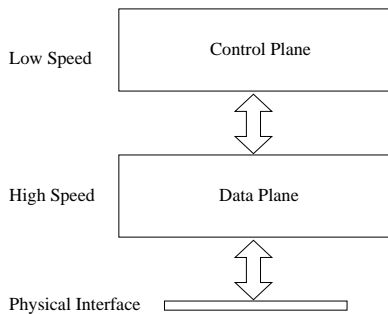 Low Speed
Control Plane
High Speed
Data Plane
Physical Interface